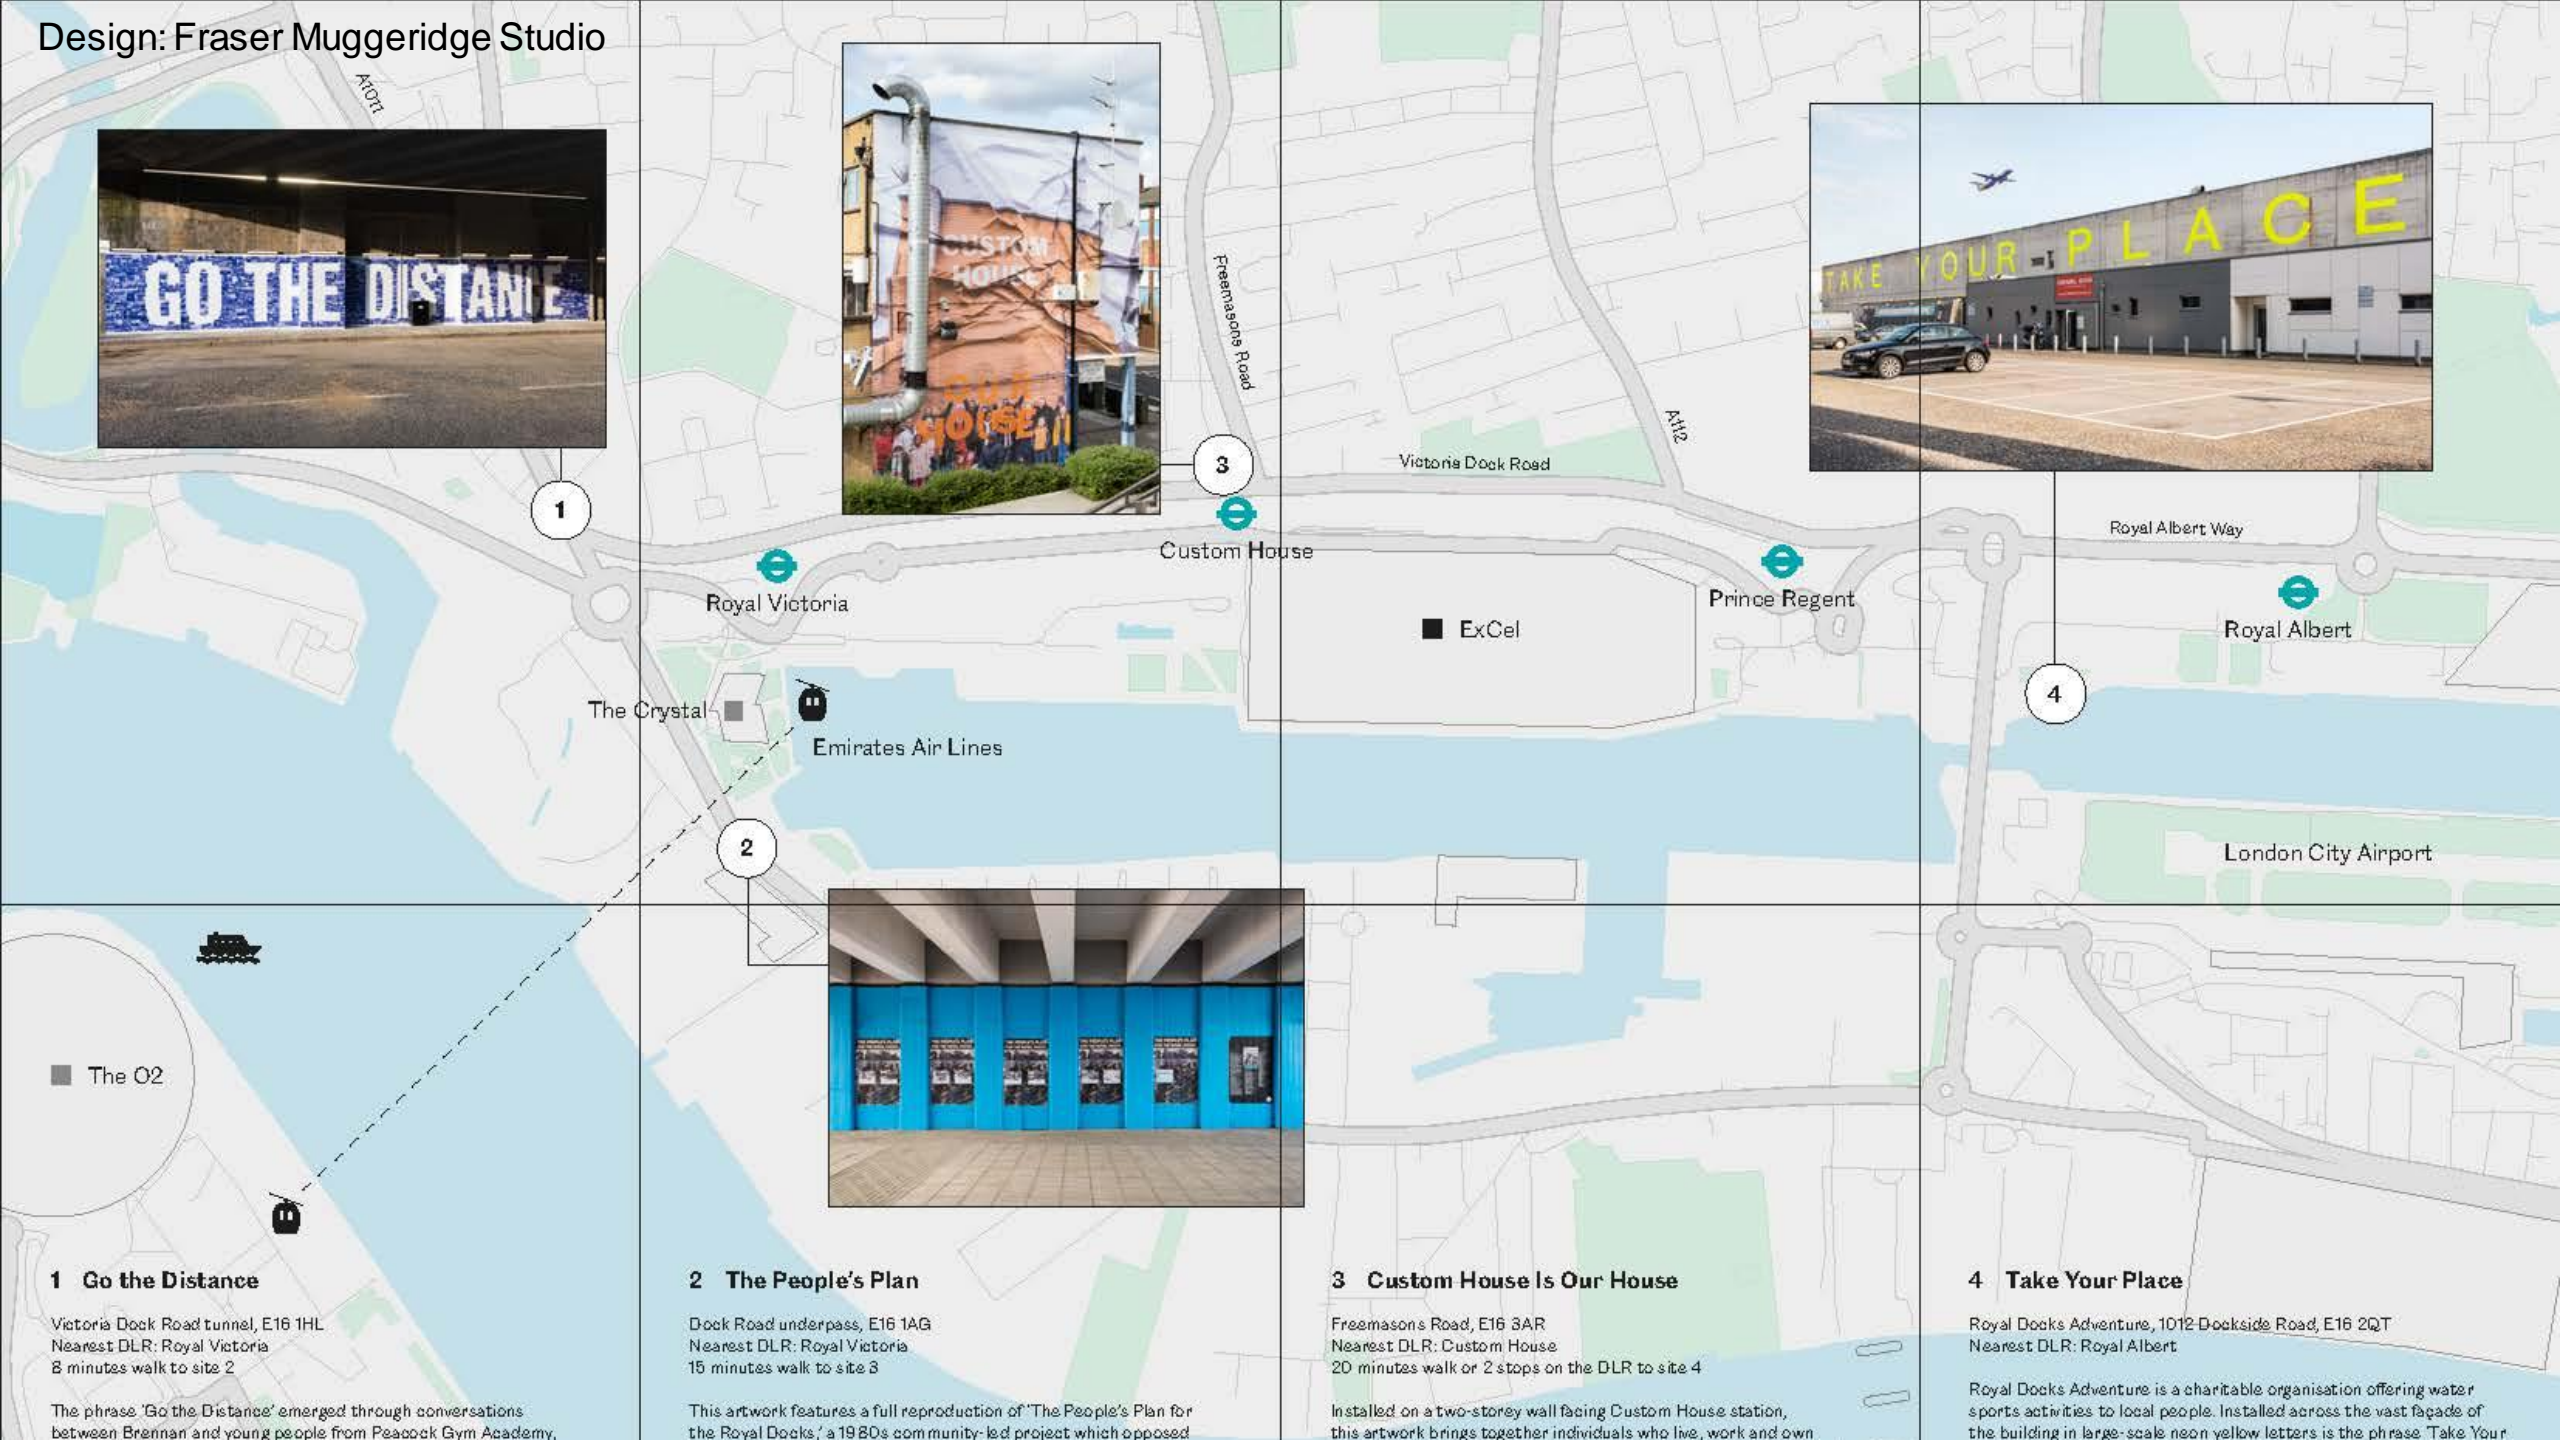 Design: Fraser Muggeridge Studio
A1011
GO THE DISTANCE
CUSTOM
HOUSE
OUR
HOUSE
TAKE YOUR PLACE
Freemasons Road
A112
1
3
Victoria Dock Road
Royal Albert Way
Custom House
Royal Victoria
Prince Regent
ExCel
Royal Albert
The Crystal
4
Emirates Air Lines
2
London City Airport
The O2
1 Go the Distance
Victoria Dock Road tunnel, E16 1HL
Nearest DLR: Royal Victoria
8 minutes walk to site 2
The phrase 'Go the Distance' emerged through conversations
between Brennan and young people from Peacock Gym Academy,
2 The People's Plan
Dock Road underpass, E16 1AG
Nearest DLR: Royal Victoria
15 minutes walk to site 3
This artwork features a full reproduction of 'The People's Plan for
the Royal Docks,' a 1980s community-led project which opposed
3 Custom House Is Our House
Freemasons Road, E16 3AR
Nearest DLR: Custom House
20 minutes walk or 2 stops on the DLR to site 4
Installed on a two-storey wall facing Custom House station,
this artwork brings together individuals who live, work and own
4 Take Your Place
Royal Docks Adventure, 1012 Dockside Road, E16 2QT
Nearest DLR: Royal Albert
Royal Docks Adventure is a charitable organisation offering water
sports activities to local people. Installed across the vast façade of
the building in large-scale neon yellow letters is the phrase 'Take Your